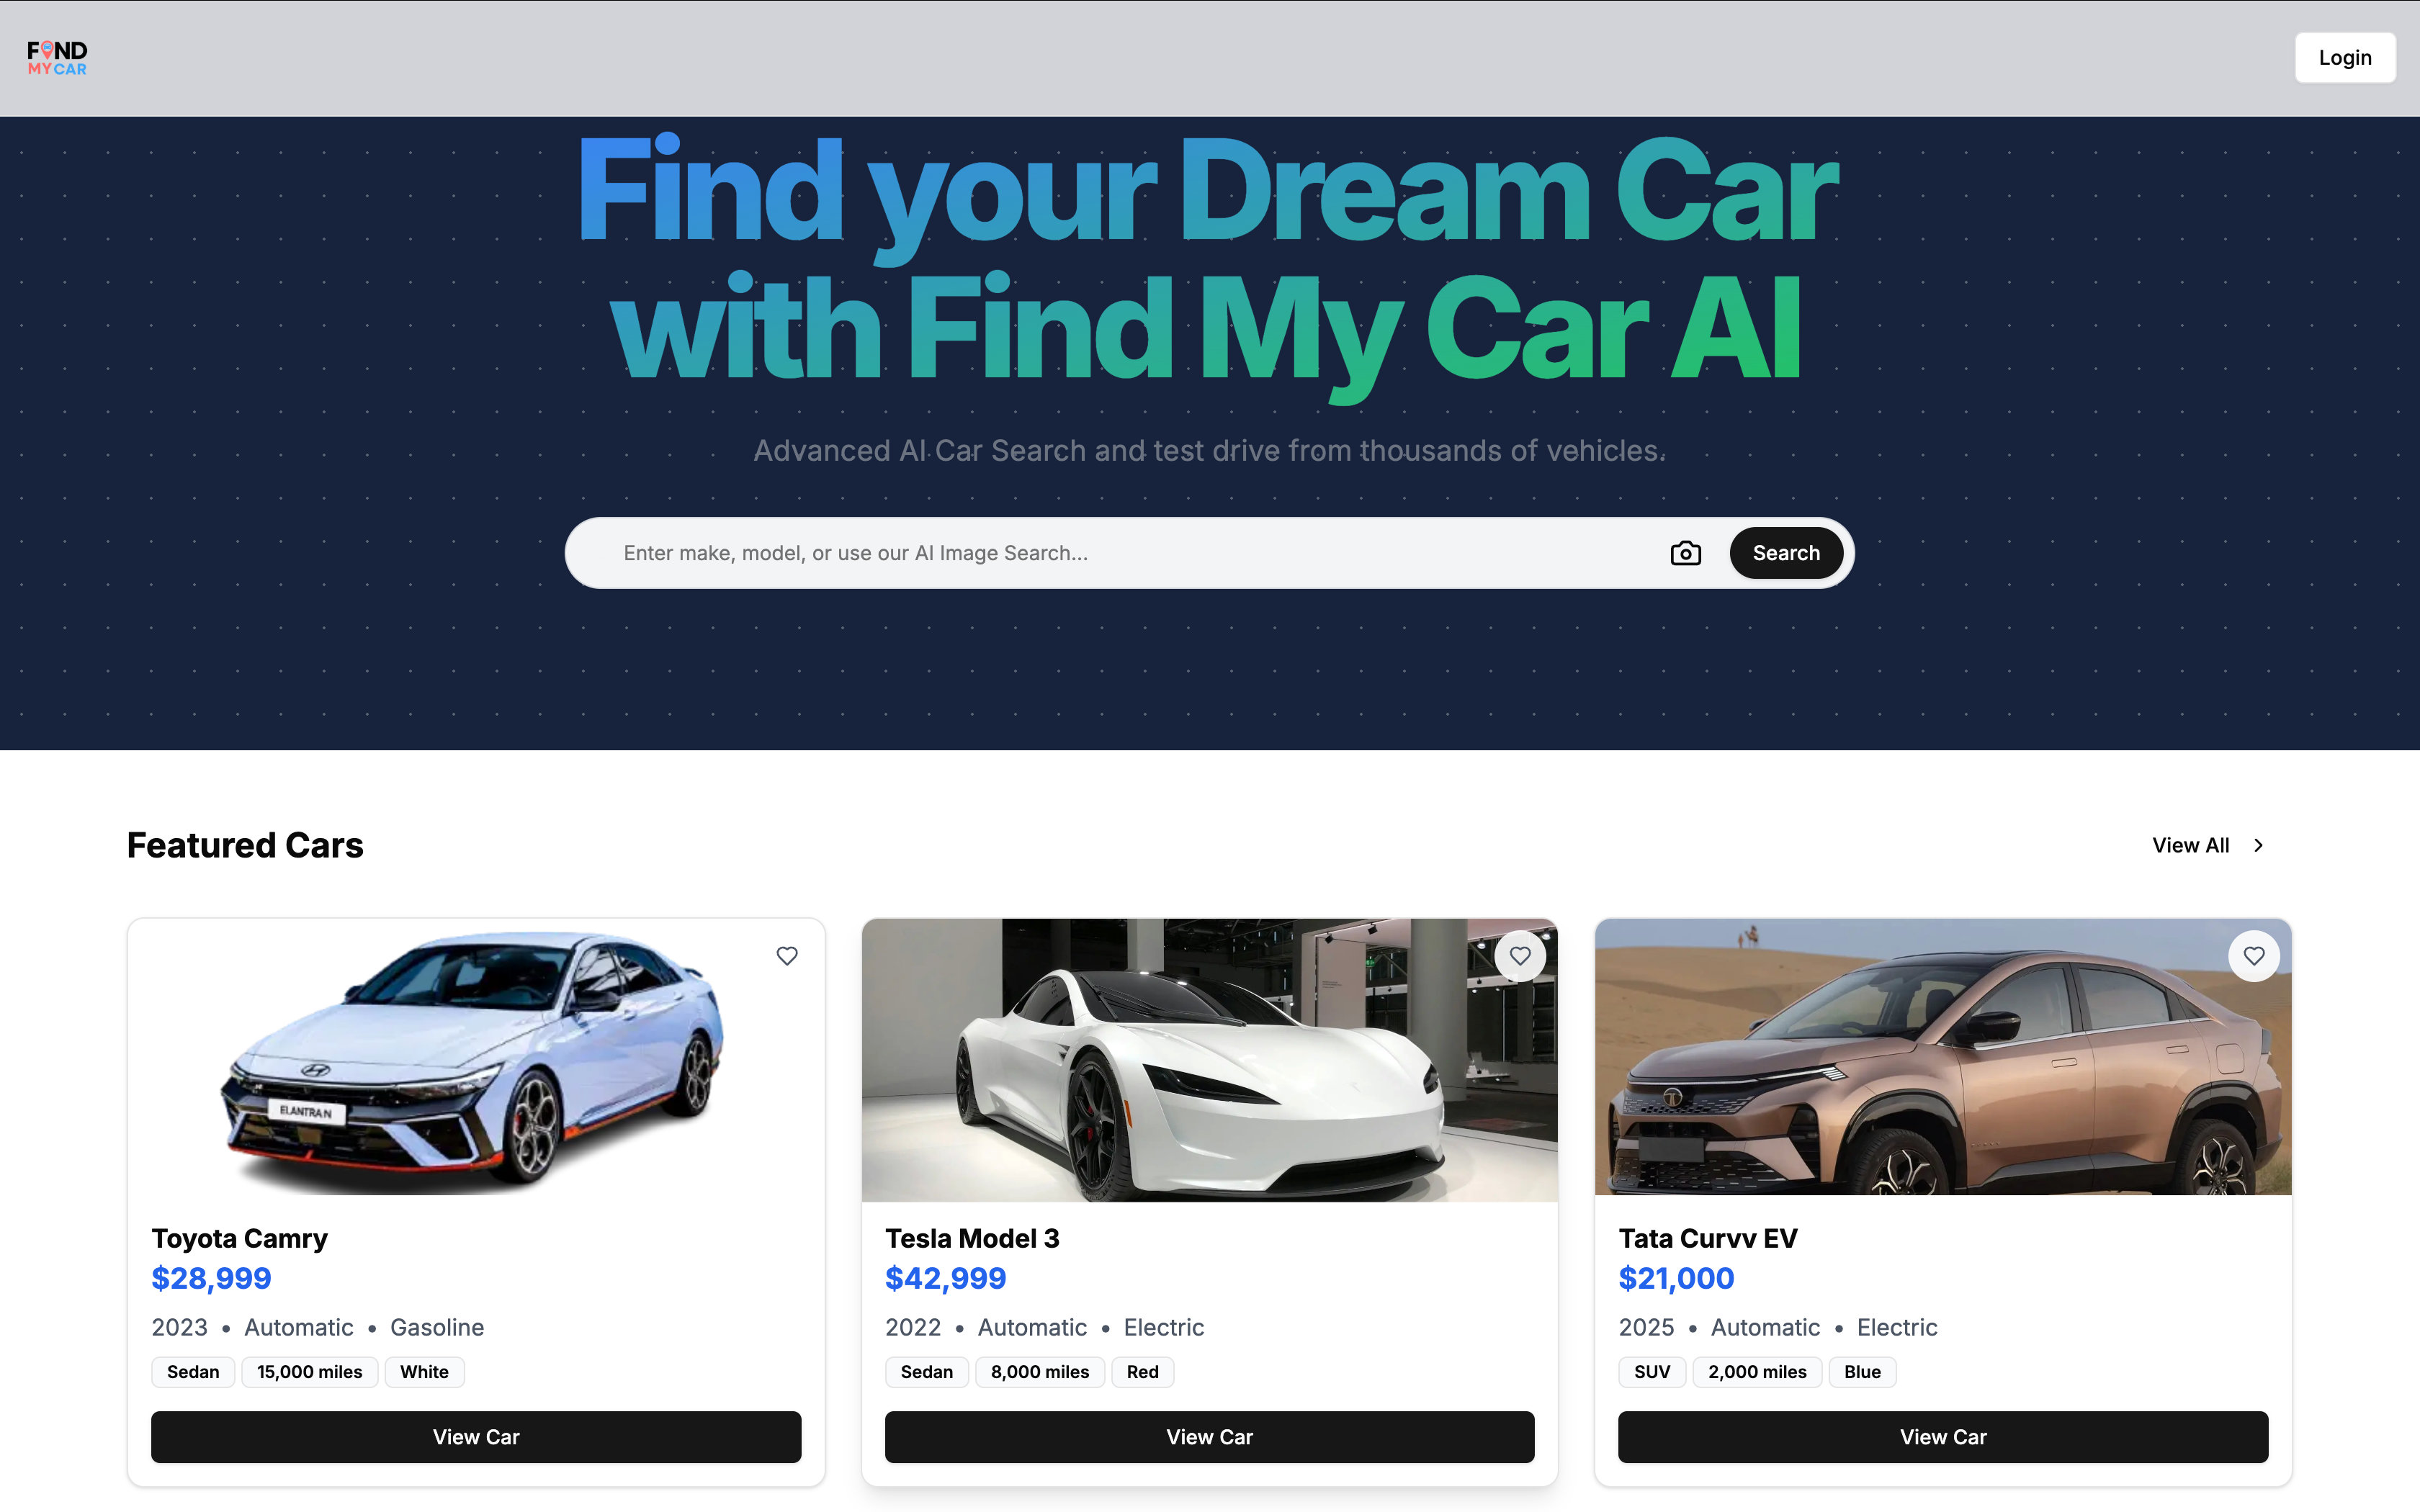 FIND
MY CAR
Login
Find your Dream Car
with Find My Car AI
Advanced AI Car Search and test drive from thousands of vehicles.
Enter make, model, or use our AI Image Search...
Search
Featured Cars
View All
ELANTRA N
Toyota Camry
$28,999
2023 • Automatic • Gasoline
Sedan 15,000 miles White
View Car
Tesla Model 3
$42,999
2022 • Automatic • Electric
Sedan 8,000 miles Red
View Car
Tata Curvv EV
$21,000
2025 • Automatic • Electric
SUV 2,000 miles Blue
View Car